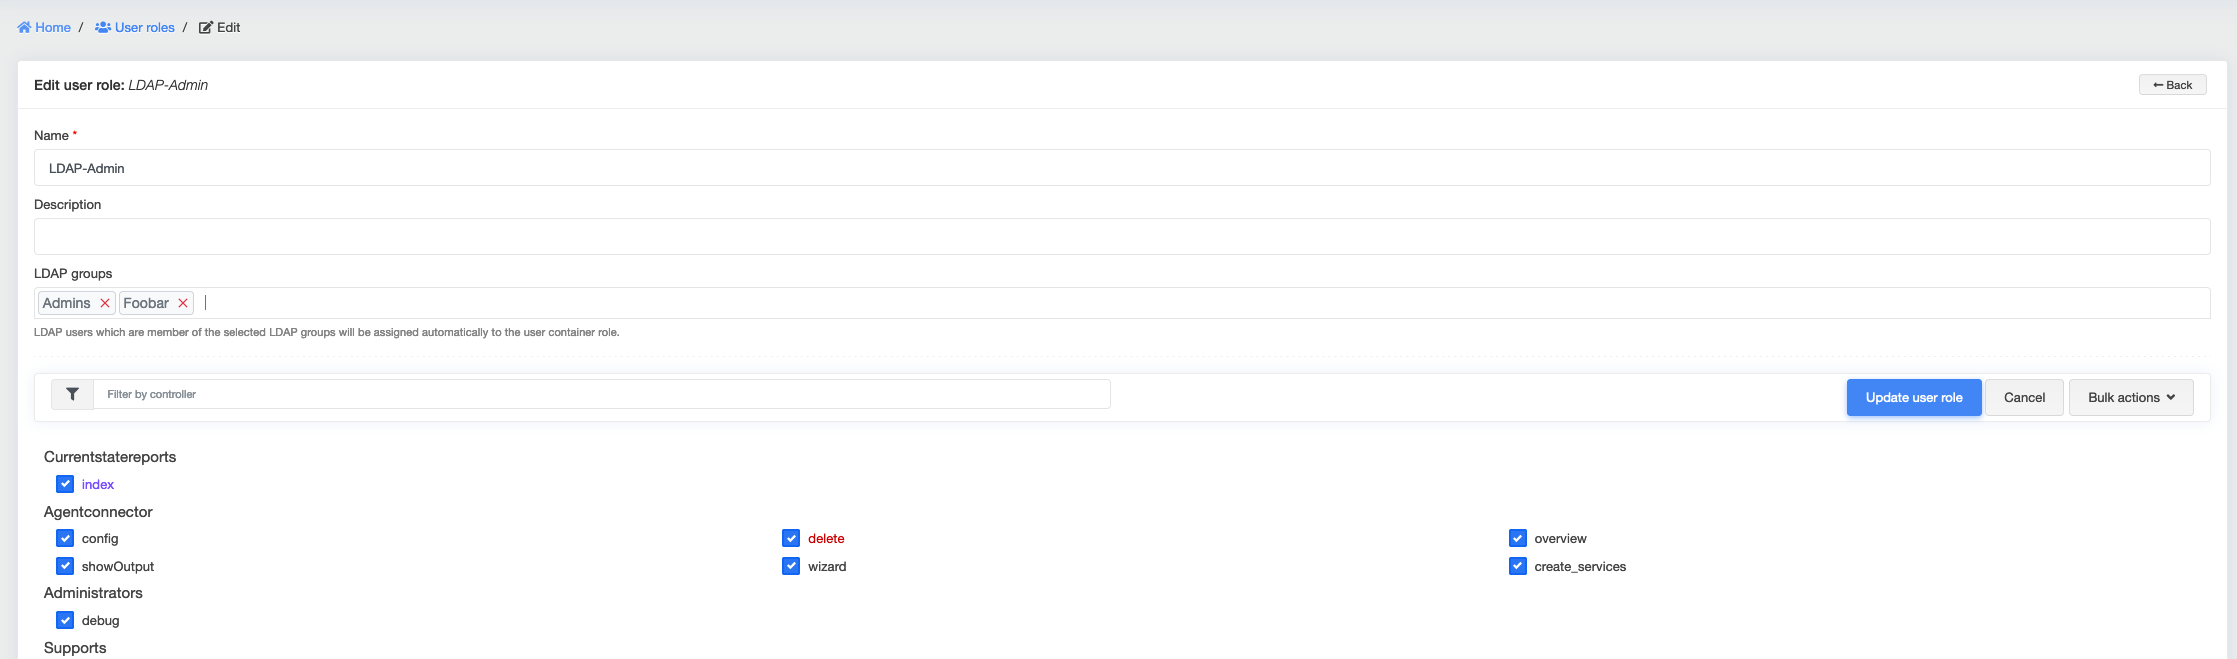 Home / User roles / Edit
Edit user role: LDAP-Admin
Back
Name *
LDAP-Admin
Description
LDAP groups
Admins Foobar
LDAP users which are member of the selected LDAP groups will be assigned automatically to the user container role.
Filter by controller
Update user role Cancel Bulk actions
Currentstatereports
index
Agentconnector
config delete overview
showOutput wizard create_services
Administrators
debug
Supports